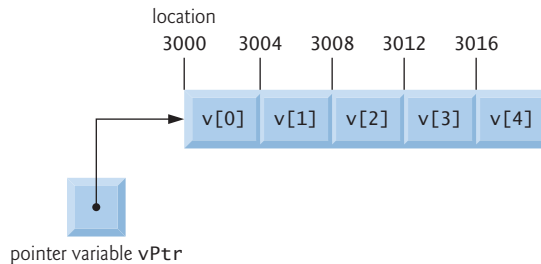 location
3000 3004 3008 3012 3016
v[0] v[1] v[2] v[3] v[4]
pointer variable vPtr